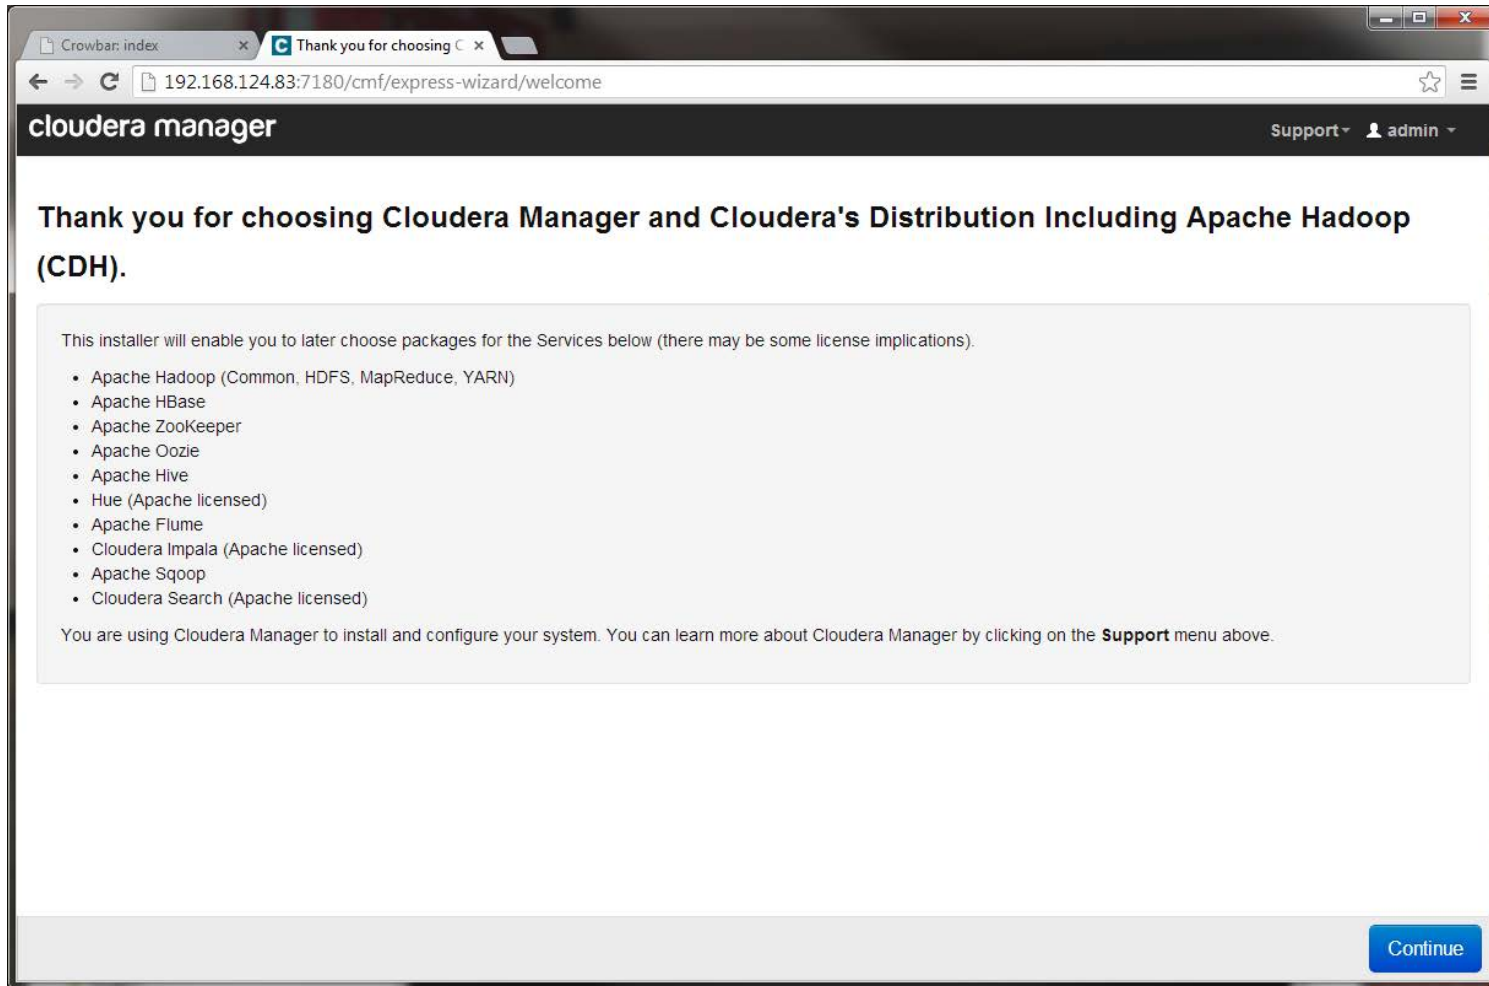 Crowbar: index
Thank you for choosing C
192.168.124.83:7180/cmf/express-wizard/welcome
cloudera manager
Support
admin
Thank you for choosing Cloudera Manager and Cloudera's Distribution Including Apache Hadoop
(CDH).
This installer will enable you to later choose packages for the Services below (there may be some license implications).
• Apache Hadoop (Common, HDFS, MapReduce, YARN)
• Apache HBase
• Apache ZooKeeper
• Apache Oozie
• Apache Hive
• Hue (Apache licensed)
• Apache Flume
• Cloudera Impala (Apache licensed)
• Apache Sqoop
• Cloudera Search (Apache licensed)
You are using Cloudera Manager to install and configure your system. You can learn more about Cloudera Manager by clicking on the Support menu above.
Continue